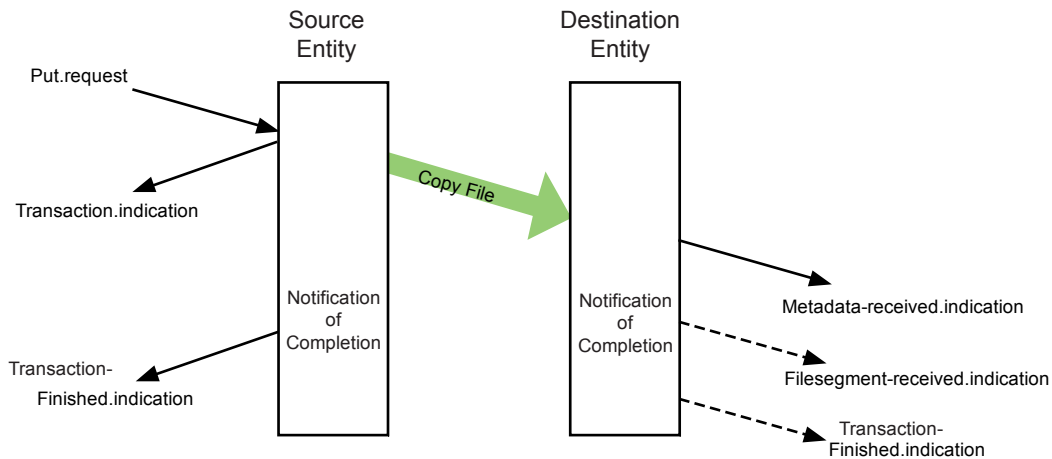 Source
Entity
Destination
Entity
Put.request
Copy File
Transaction.indication
Notification
of
Completion
Notification
of
Completion
Metadata-received.indication
Transaction-
Finished.indication
Filesegment-received.indication
Transaction-
Finished.indication